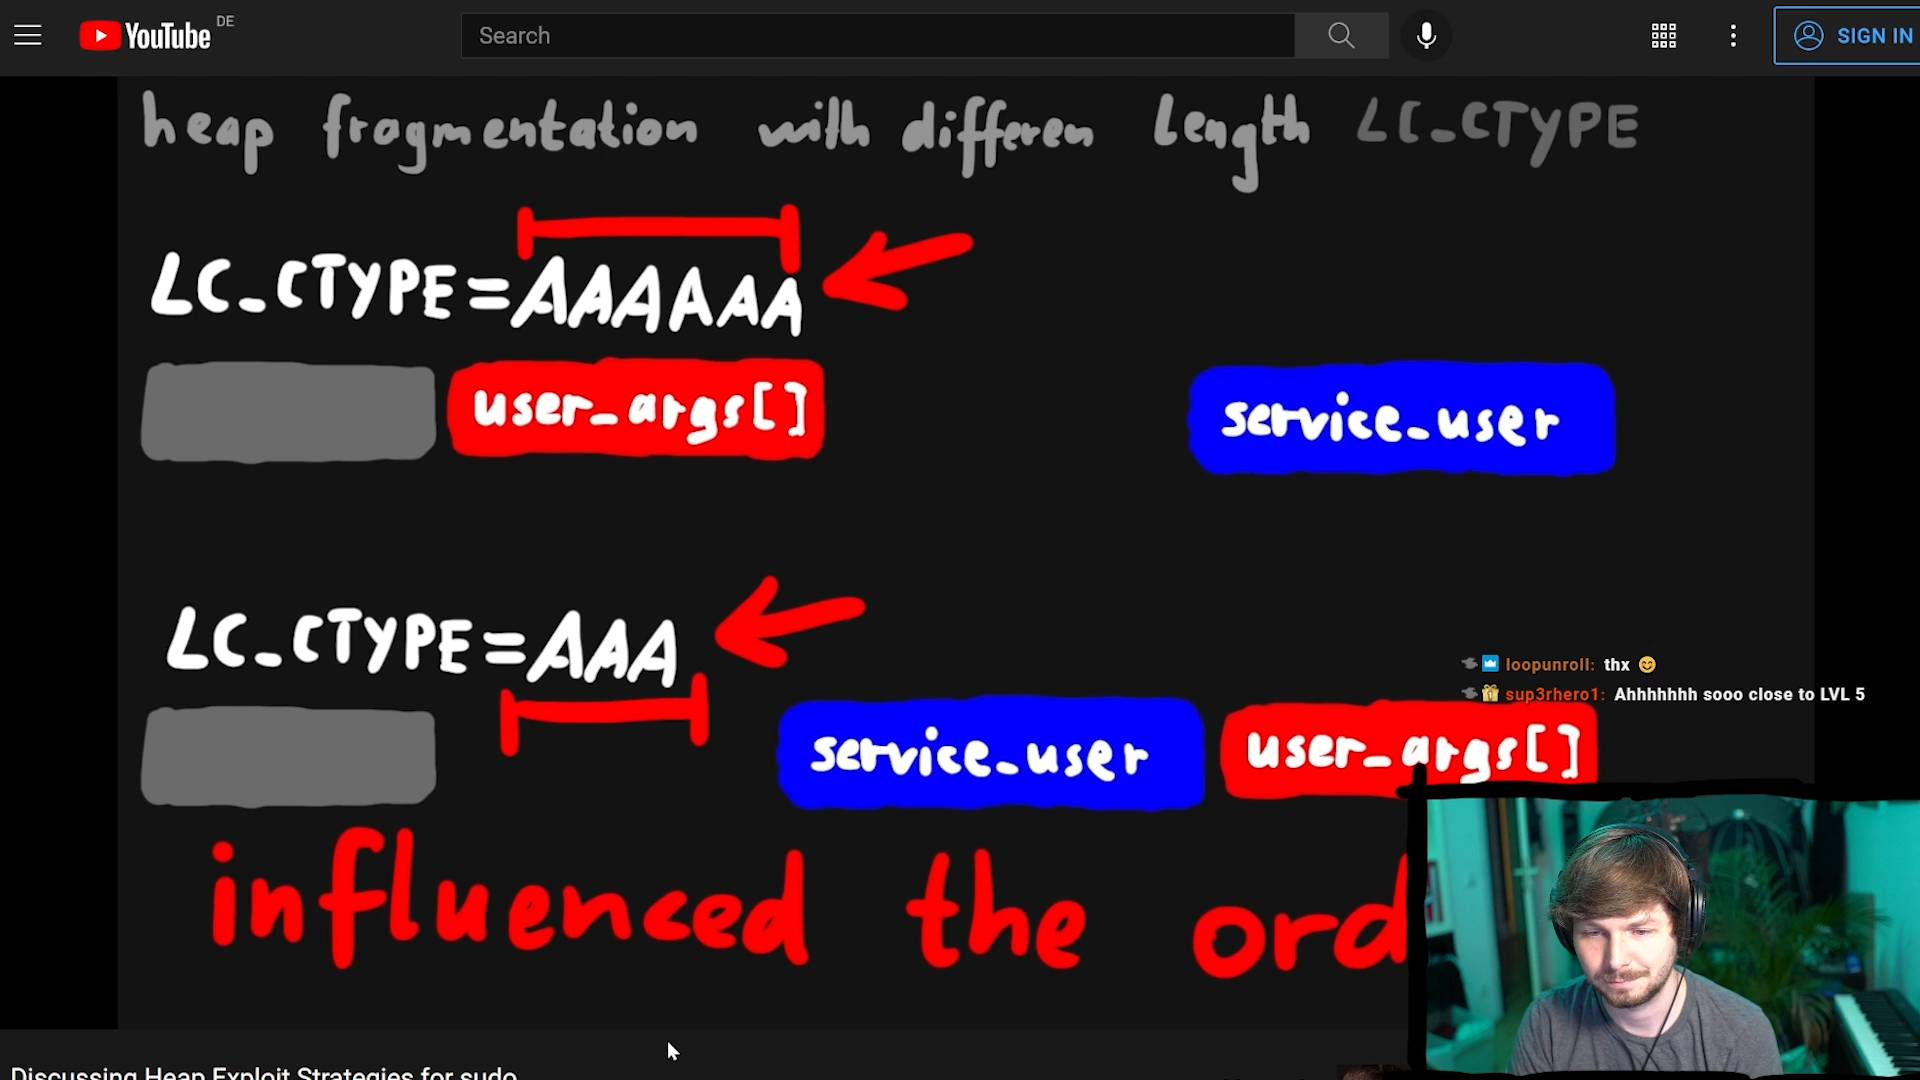 YouTube DE
Search
SIGN IN
heap fragmentation with differen length LC_CTYPE
LC_CTYPE=AAAAAA
user_args[]
service_user
LC_CTYPE=AAA
loopunroll: thx 😊
sup3rhero1: Ahhhhhhh sooo close to LVL 5
service_user
user_args[]
influenced the ord
Discussing Heap Exploit Strategies for sudo